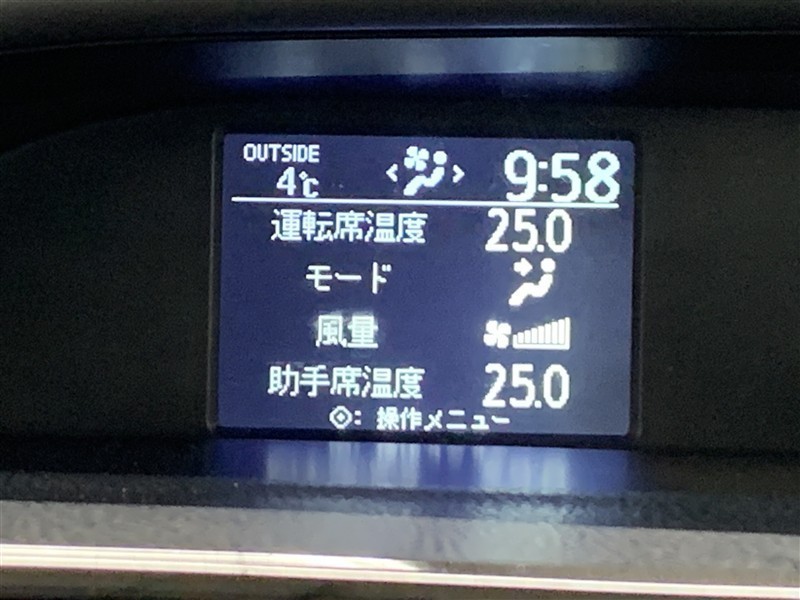 OUTSIDE
4℃ 9:58
運転席温度 25.0
モード
風量
助手席温度 25.0
: 操作メニュー